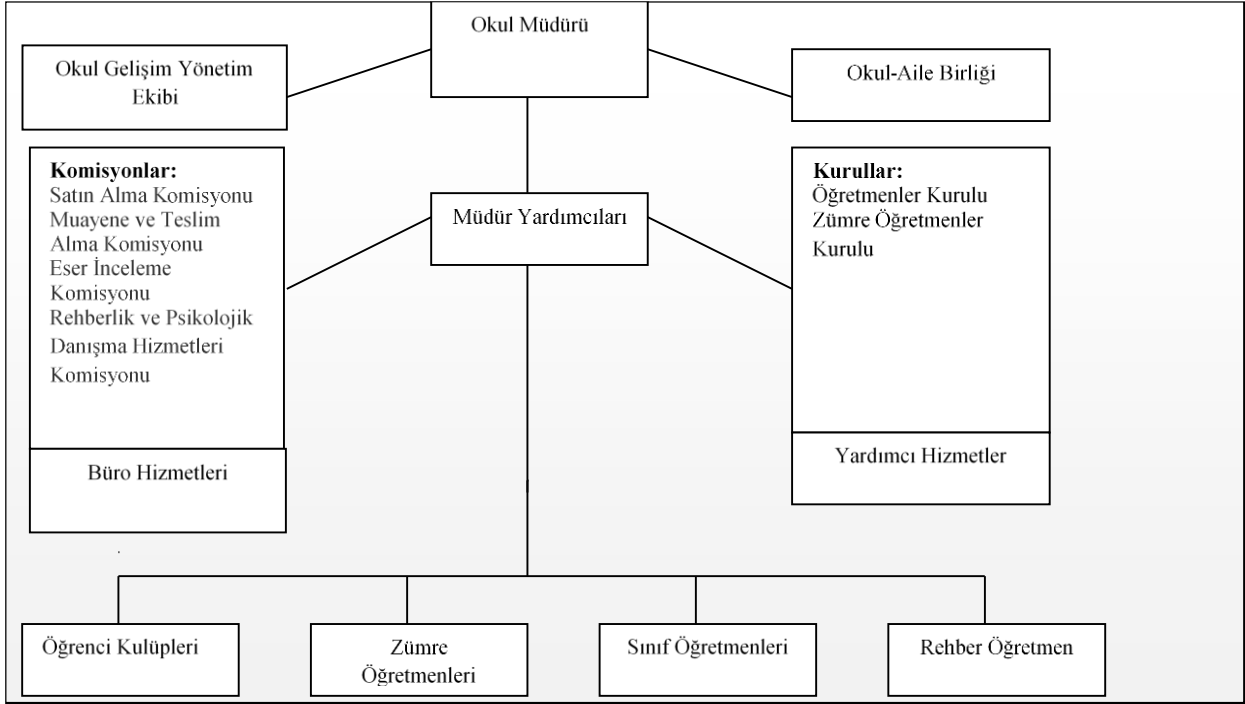 Okul Müdürü
Okul Gelişim Yönetim
Ekibi
Okul-Aile Birliği
Komisyonlar:
Satın Alma Komisyonu
Muayene ve Teslim
Alma Komisyonu
Eser İnceleme
Komisyonu
Rehberlik ve Psikolojik
Danışma Hizmetleri
Komisyonu
Müdür Yardımcıları
Kurullar:
Öğretmenler Kurulu
Zümre Öğretmenler
Kurulu
Büro Hizmetleri
Yardımcı Hizmetler
Öğrenci Kulüpleri
Zümre
Öğretmenleri
Sınıf Öğretmenleri
Rehber Öğretmen